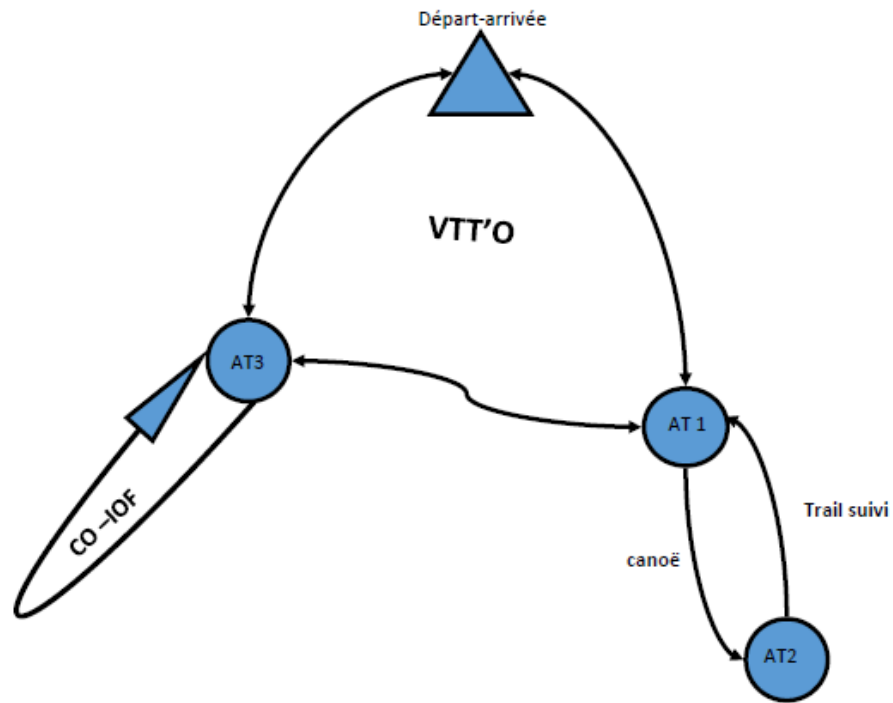 Départ-arrivée
VTT'O
AT3
AT 1
CO –IOF
Trail suivi
canoë
AT2